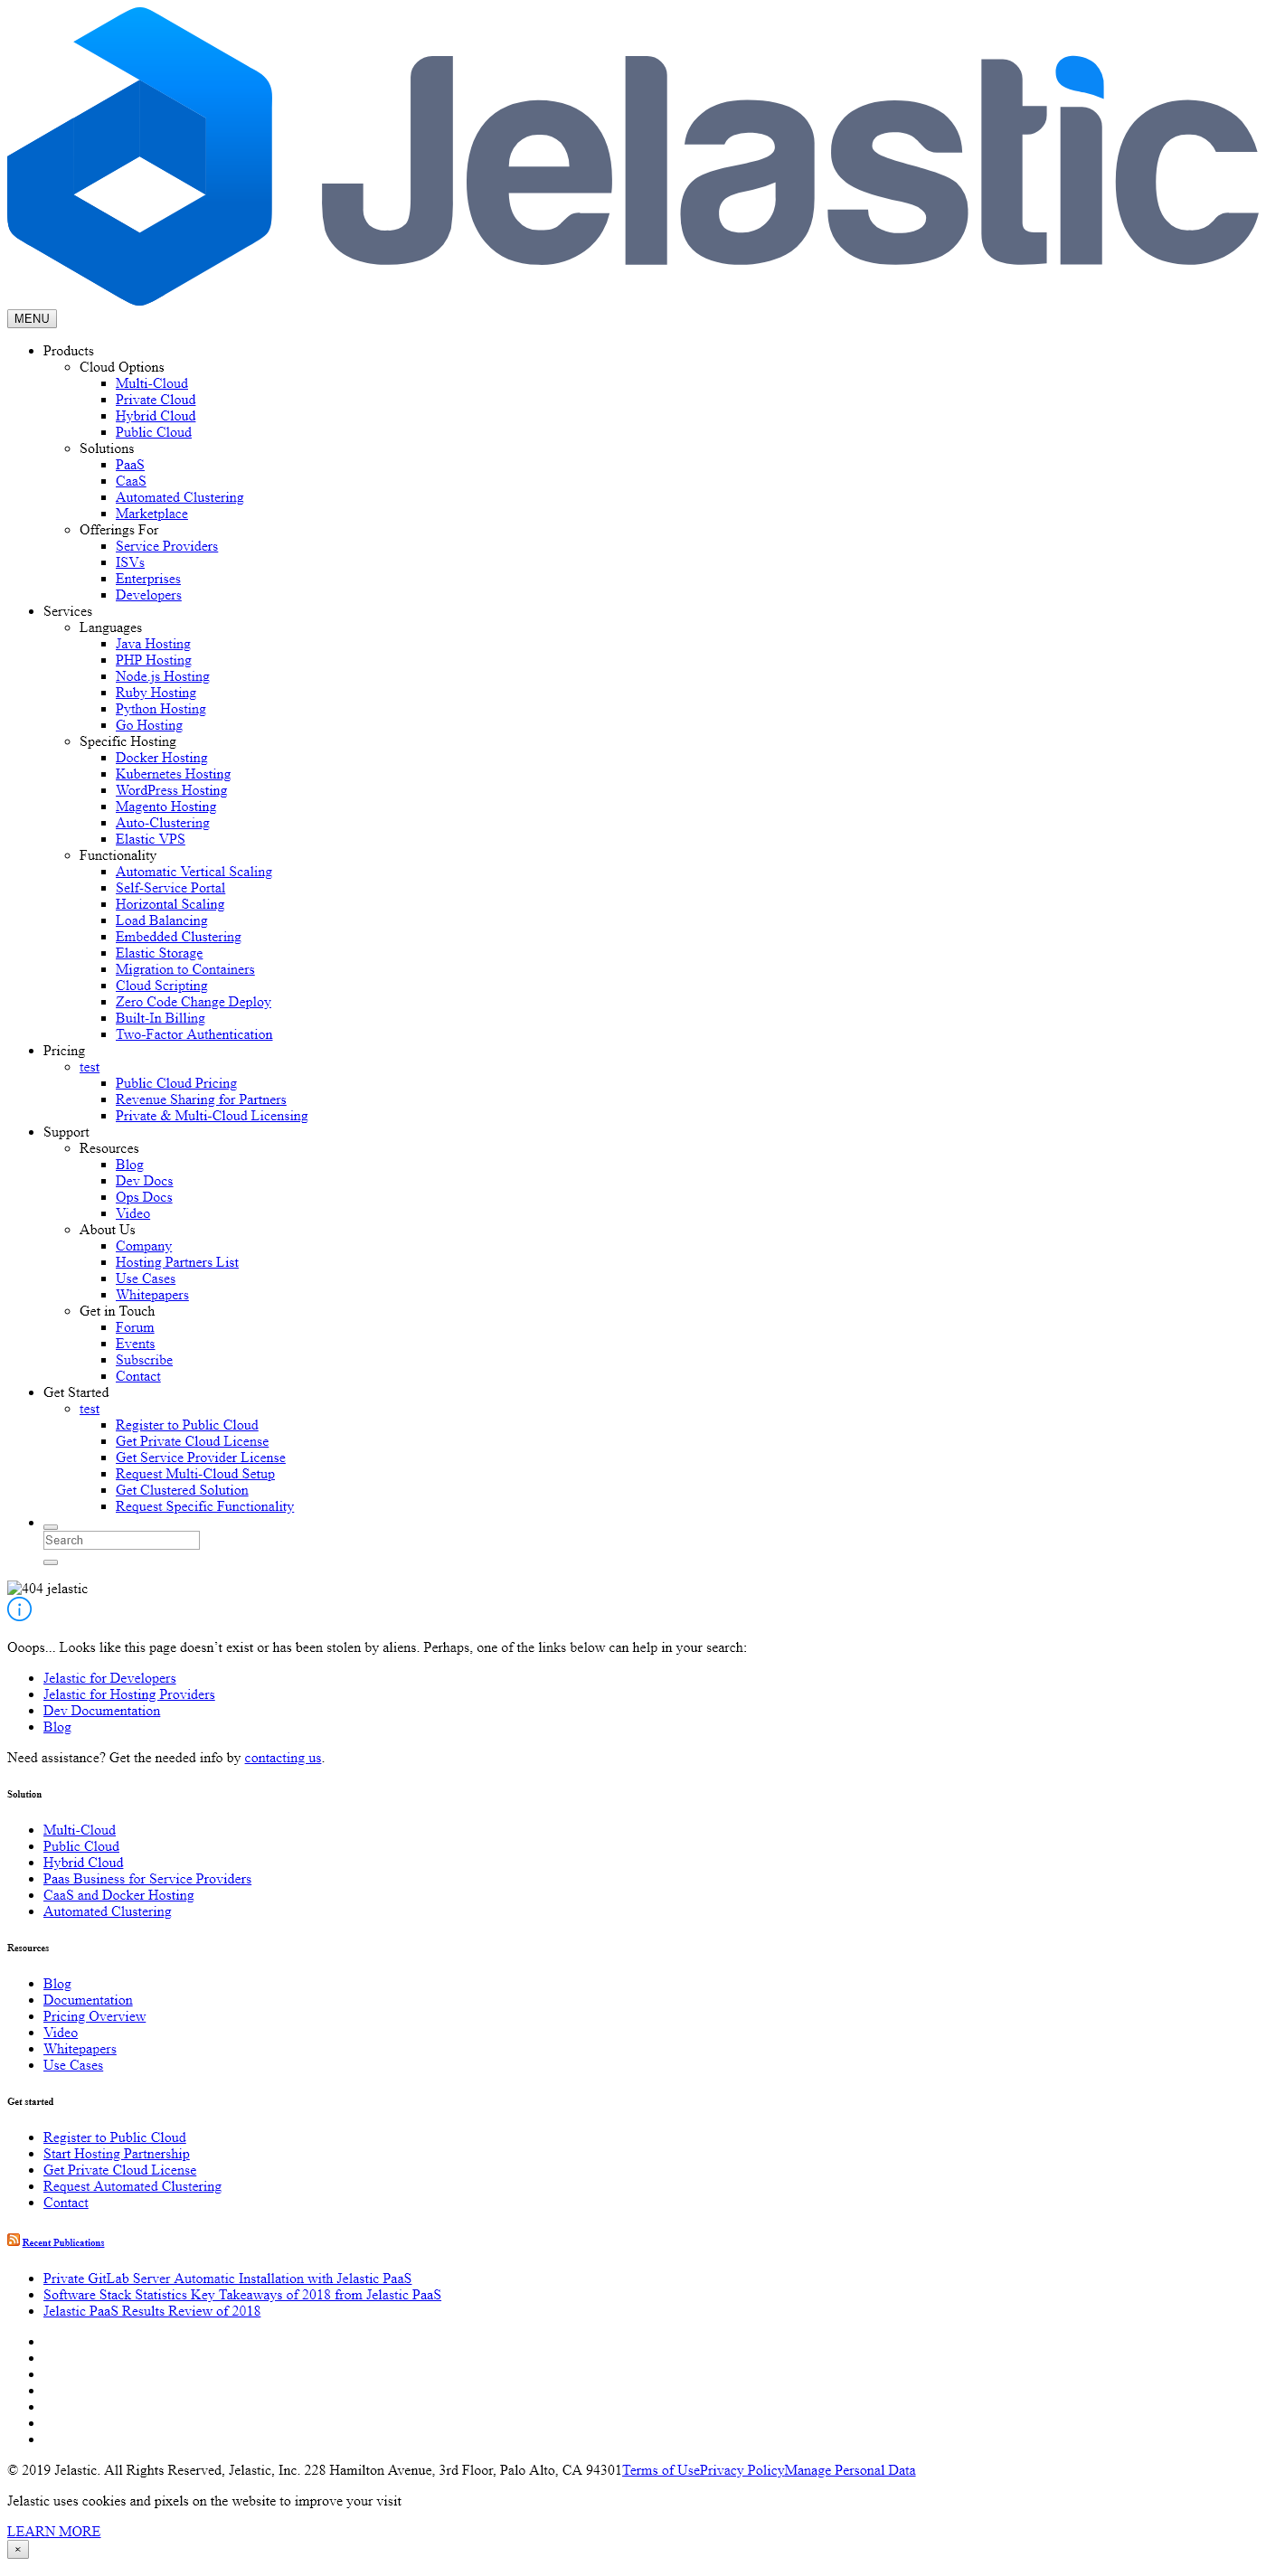 Jelastic
MENU
Products
Cloud Options
Multi-Cloud
Private Cloud
Hybrid Cloud
Public Cloud
Solutions
PaaS
CaaS
Automated Clustering
Marketplace
Offerings For
Service Providers
ISVs
Enterprises
Developers
Services
Languages
Java Hosting
PHP Hosting
Node.js Hosting
Ruby Hosting
Python Hosting
Go Hosting
Specific Hosting
Docker Hosting
Kubernetes Hosting
WordPress Hosting
Magento Hosting
Auto-Clustering
Elastic VPS
Functionality
Automatic Vertical Scaling
Self-Service Portal
Horizontal Scaling
Load Balancing
Embedded Clustering
Elastic Storage
Migration to Containers
Cloud Scripting
Zero Code Change Deploy
Built-In Billing
Two-Factor Authentication
Pricing
test
Public Cloud Pricing
Revenue Sharing for Partners
Private & Multi-Cloud Licensing
Support
Resources
Blog
Dev Docs
Ops Docs
Video
About Us
Company
Hosting Partners List
Use Cases
Whitepapers
Get in Touch
Forum
Events
Subscribe
Contact
Get Started
test
Register to Public Cloud
Get Private Cloud License
Get Service Provider License
Request Multi-Cloud Setup
Get Clustered Solution
Request Specific Functionality
Search
404 jelastic
Ooops... Looks like this page doesn’t exist or has been stolen by aliens. Perhaps, one of the links below can help in your search:
Jelastic for Developers
Jelastic for Hosting Providers
Dev Documentation
Blog
Need assistance? Get the needed info by contacting us.
Solution
Multi-Cloud
Public Cloud
Hybrid Cloud
Paas Business for Service Providers
CaaS and Docker Hosting
Automated Clustering
Resources
Blog
Documentation
Pricing Overview
Video
Whitepapers
Use Cases
Get started
Register to Public Cloud
Start Hosting Partnership
Get Private Cloud License
Request Automated Clustering
Contact
Recent Publications
Private GitLab Server Automatic Installation with Jelastic PaaS
Software Stack Statistics Key Takeaways of 2018 from Jelastic PaaS
Jelastic PaaS Results Review of 2018
© 2019 Jelastic. All Rights Reserved, Jelastic, Inc. 228 Hamilton Avenue, 3rd Floor, Palo Alto, CA 94301Terms of UsePrivacy PolicyManage Personal Data
Jelastic uses cookies and pixels on the website to improve your visit
LEARN MORE
×